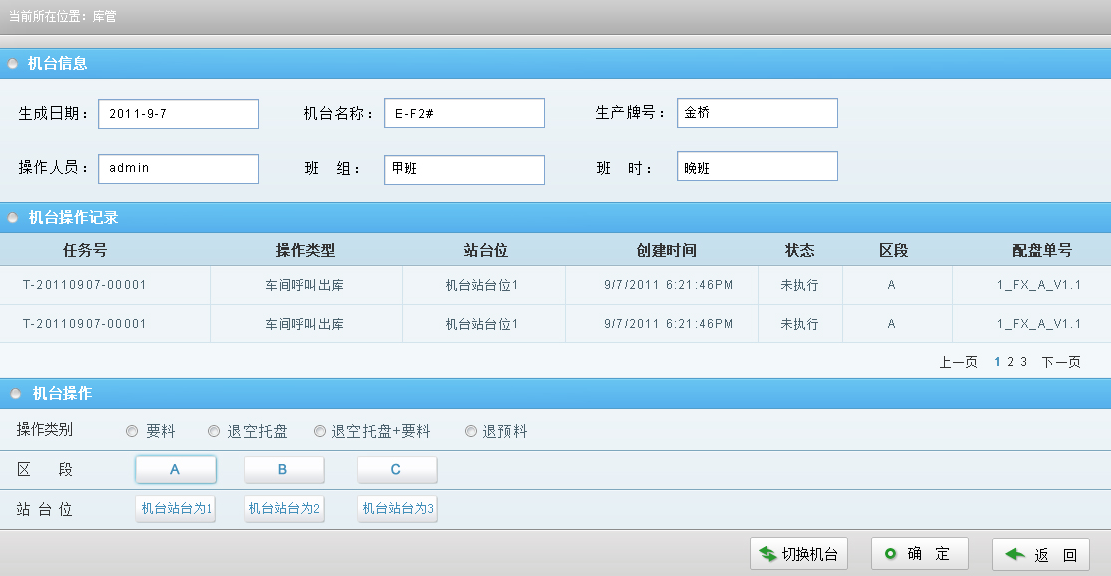 当前所在位置：库管
机台信息
生成日期： 2011-9-7 机台名称： E-F2# 生产牌号： 金桥
操作人员： admin 班 组： 甲班 班 时： 晚班
机台操作记录
任务号 操作类型 站台位 创建时间 状态 区段 配盘单号
T-20110907-00001 车间呼叫出库 机台站台位1 9/7/2011 6:21:46PM 未执行 A 1_FX_A_V1.1
T-20110907-00001 车间呼叫出库 机台站台位1 9/7/2011 6:21:46PM 未执行 A 1_FX_A_V1.1
上一页 1 2 3 下一页
机台操作
操作类别 要料 退空托盘 退空托盘+要料 退预料
区 段 A B C
站 台 位 机台站台为1 机台站台为2 机台站台为3
切换机台 确 定 返 回